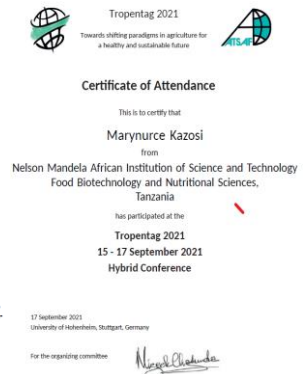 Tropentag 2021
Towards shifting paradigms in agriculture for
a healthy and sustainable future
ATSAF
Certificate of Attendance
This is to certify that
Marynurce Kazosi
from
Nelson Mandela African Institution of Science and Technology
Food Biotechnology and Nutritional Sciences,
Tanzania
has participated at the
Tropentag 2021
15 - 17 September 2021
Hybrid Conference
17 September 2021
University of Hohenheim, Stuttgart, Germany
For the organizing committee